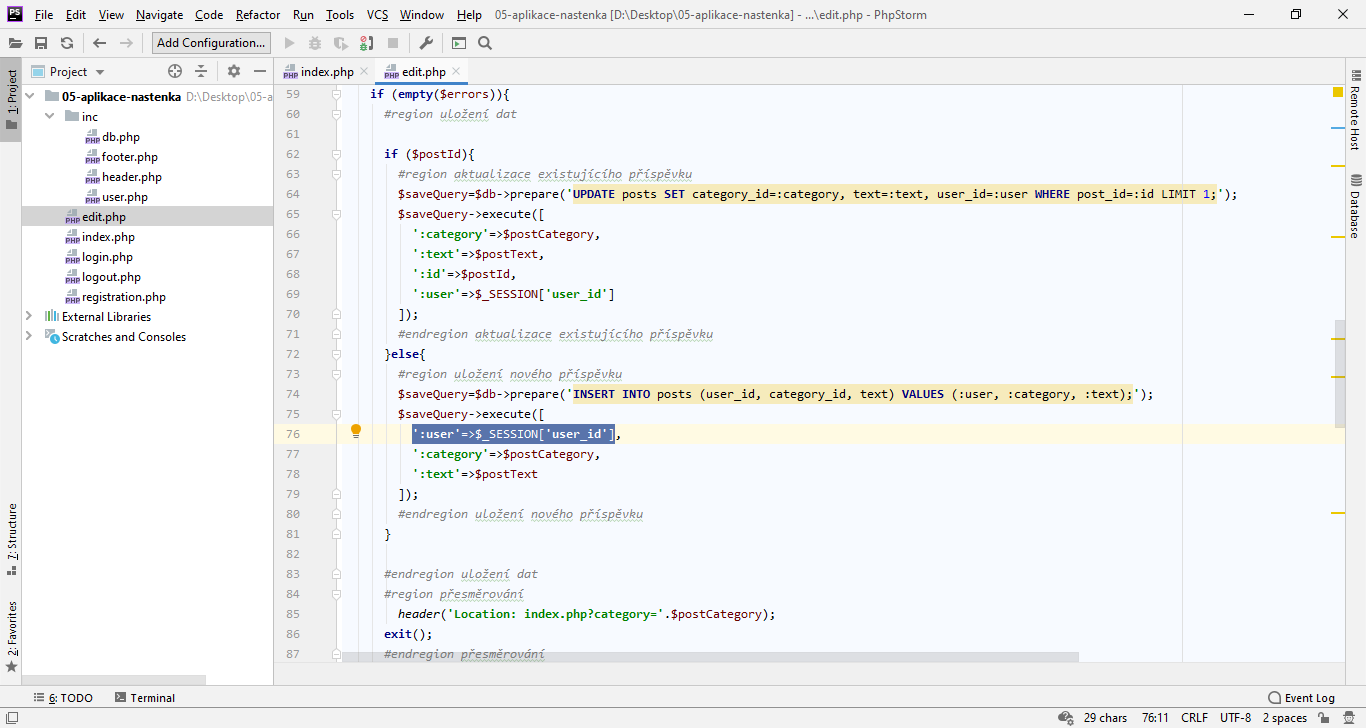 PS File Edit View Navigate Code Refactor Run Tools VCS Window Help 05-aplikace-nastenka [D:\Desktop\05-aplikace-nastenka] - ...\edit.php - PhpStorm
Add Configuration...
Project
index.php
edit.php
1: Project
7: Structure
2: Favorites
05-aplikace-nastenka D:\Desktop\05-a
inc
db.php
footer.php
header.php
user.php
edit.php
index.php
login.php
logout.php
registration.php
External Libraries
Scratches and Consoles
59 if (empty($errors)){
60 #region uložení dat
61
62 if ($postId){
63 #region aktualizace existujícího příspěvku
64 $saveQuery=$db->prepare('UPDATE posts SET category_id=:category, text=:text, user_id=:user WHERE post_id=:id LIMIT 1;');
65 $saveQuery->execute([
66 ':category'=>$postCategory,
67 ':text'=>$postText,
68 ':id'=>$postId,
69 ':user'=>$_SESSION['user_id']
70 ]);
71 #endregion aktualizace existujícího příspěvku
72 }else{
73 #region uložení nového příspěvku
74 $saveQuery=$db->prepare('INSERT INTO posts (user_id, category_id, text) VALUES (:user, :category, :text);');
75 $saveQuery->execute([
76 ':user'=>$_SESSION['user_id'],
77 ':category'=>$postCategory,
78 ':text'=>$postText
79 ]);
80 #endregion uložení nového příspěvku
81 }
82
83 #endregion uložení dat
84 #region přesměrování
85 header('Location: index.php?category='.$postCategory);
86 exit();
87 #endregion přesměrování
Remote Host
Database
6: TODO Terminal Event Log
29 chars 76:11 CRLF UTF-8 2 spaces